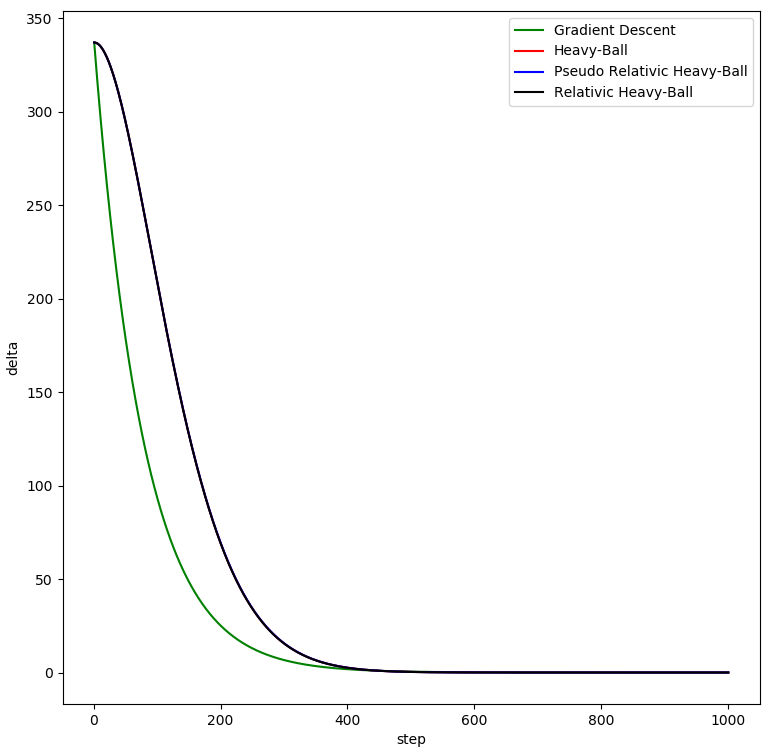 350
300
250
200
150
100
50
0
delta
Gradient Descent
Heavy-Ball
Pseudo Relativic Heavy-Ball
Relativic Heavy-Ball
0 200 400 600 800 1000
step